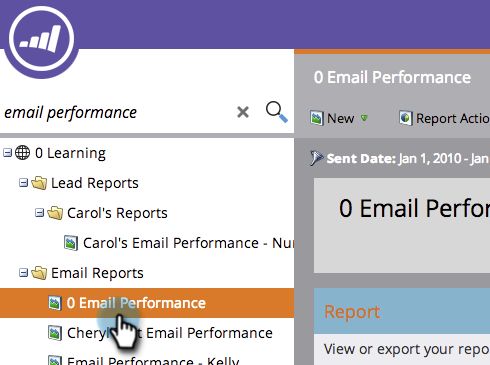 email performance
0 Learning
Lead Reports
Carol's Reports
Carol's Email Performance - Nu
Email Reports
0 Email Performance
Cheryl t Email Performance
Email Performance - Kelly
0 Email Performance
New
Report Actio
Sent Date: Jan 1, 2010 - Jan
0 Email Perfor
Report
View or export your repo